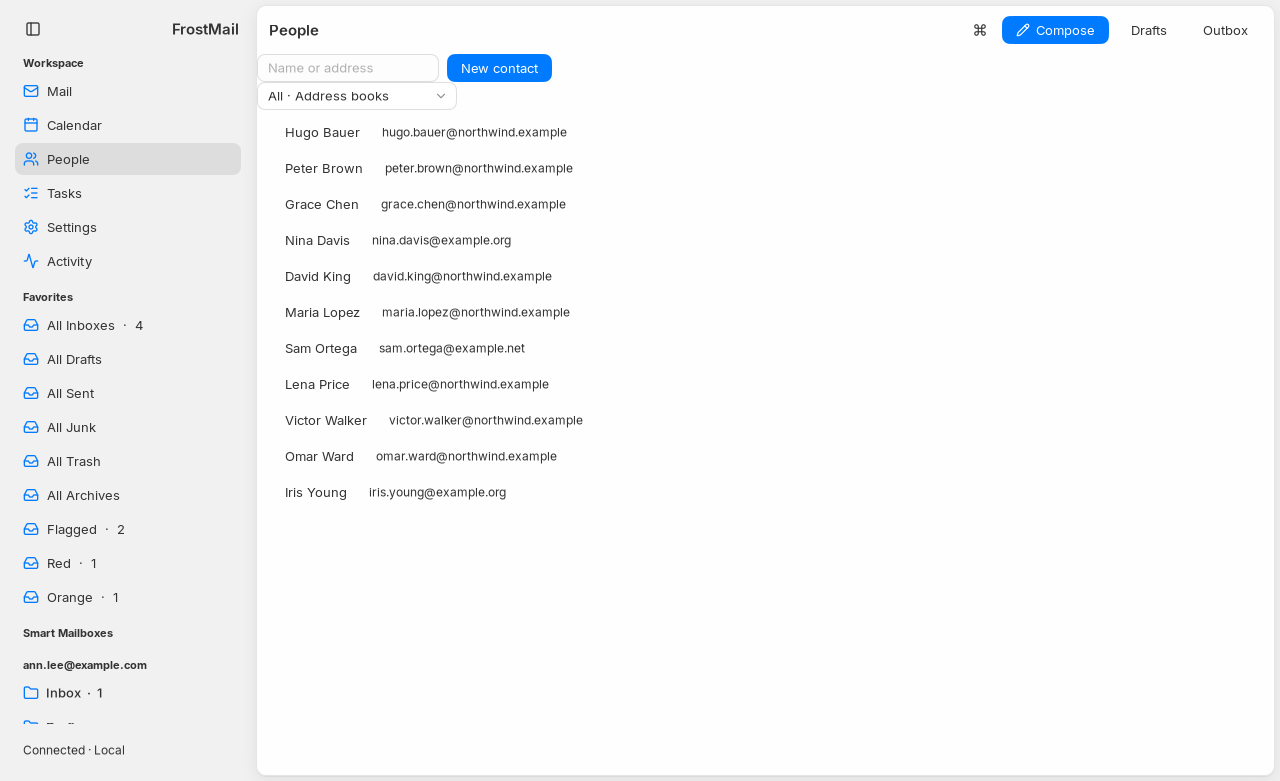 FrostMail
Workspace
Mail
Calendar
People
Tasks
Settings
Activity
Favorites
All Inboxes · 4
All Drafts
All Sent
All Junk
All Trash
All Archives
Flagged · 2
Red · 1
Orange · 1
Smart Mailboxes
ann.lee@example.com
Inbox · 1
Connected · Local
People
⌘ Compose Drafts Outbox
Name or address New contact
All · Address books
Hugo Bauer hugo.bauer@northwind.example
Peter Brown peter.brown@northwind.example
Grace Chen grace.chen@northwind.example
Nina Davis nina.davis@example.org
David King david.king@northwind.example
Maria Lopez maria.lopez@northwind.example
Sam Ortega sam.ortega@example.net
Lena Price lena.price@northwind.example
Victor Walker victor.walker@northwind.example
Omar Ward omar.ward@northwind.example
Iris Young iris.young@example.org